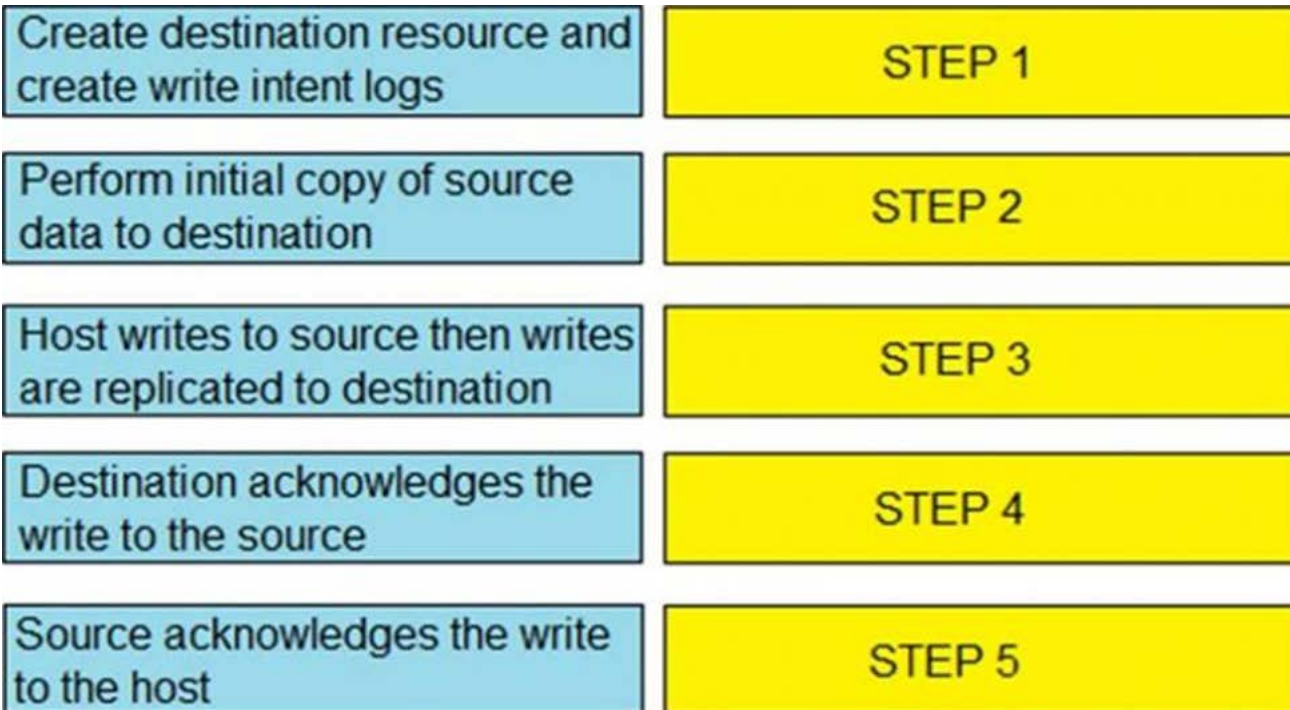 Create destination resource and
create write intent logs
STEP 1
Perform initial copy of source
data to destination
STEP 2
Host writes to source then writes
are replicated to destination
STEP 3
Destination acknowledges the
write to the source
STEP 4
Source acknowledges the write
to the host
STEP 5